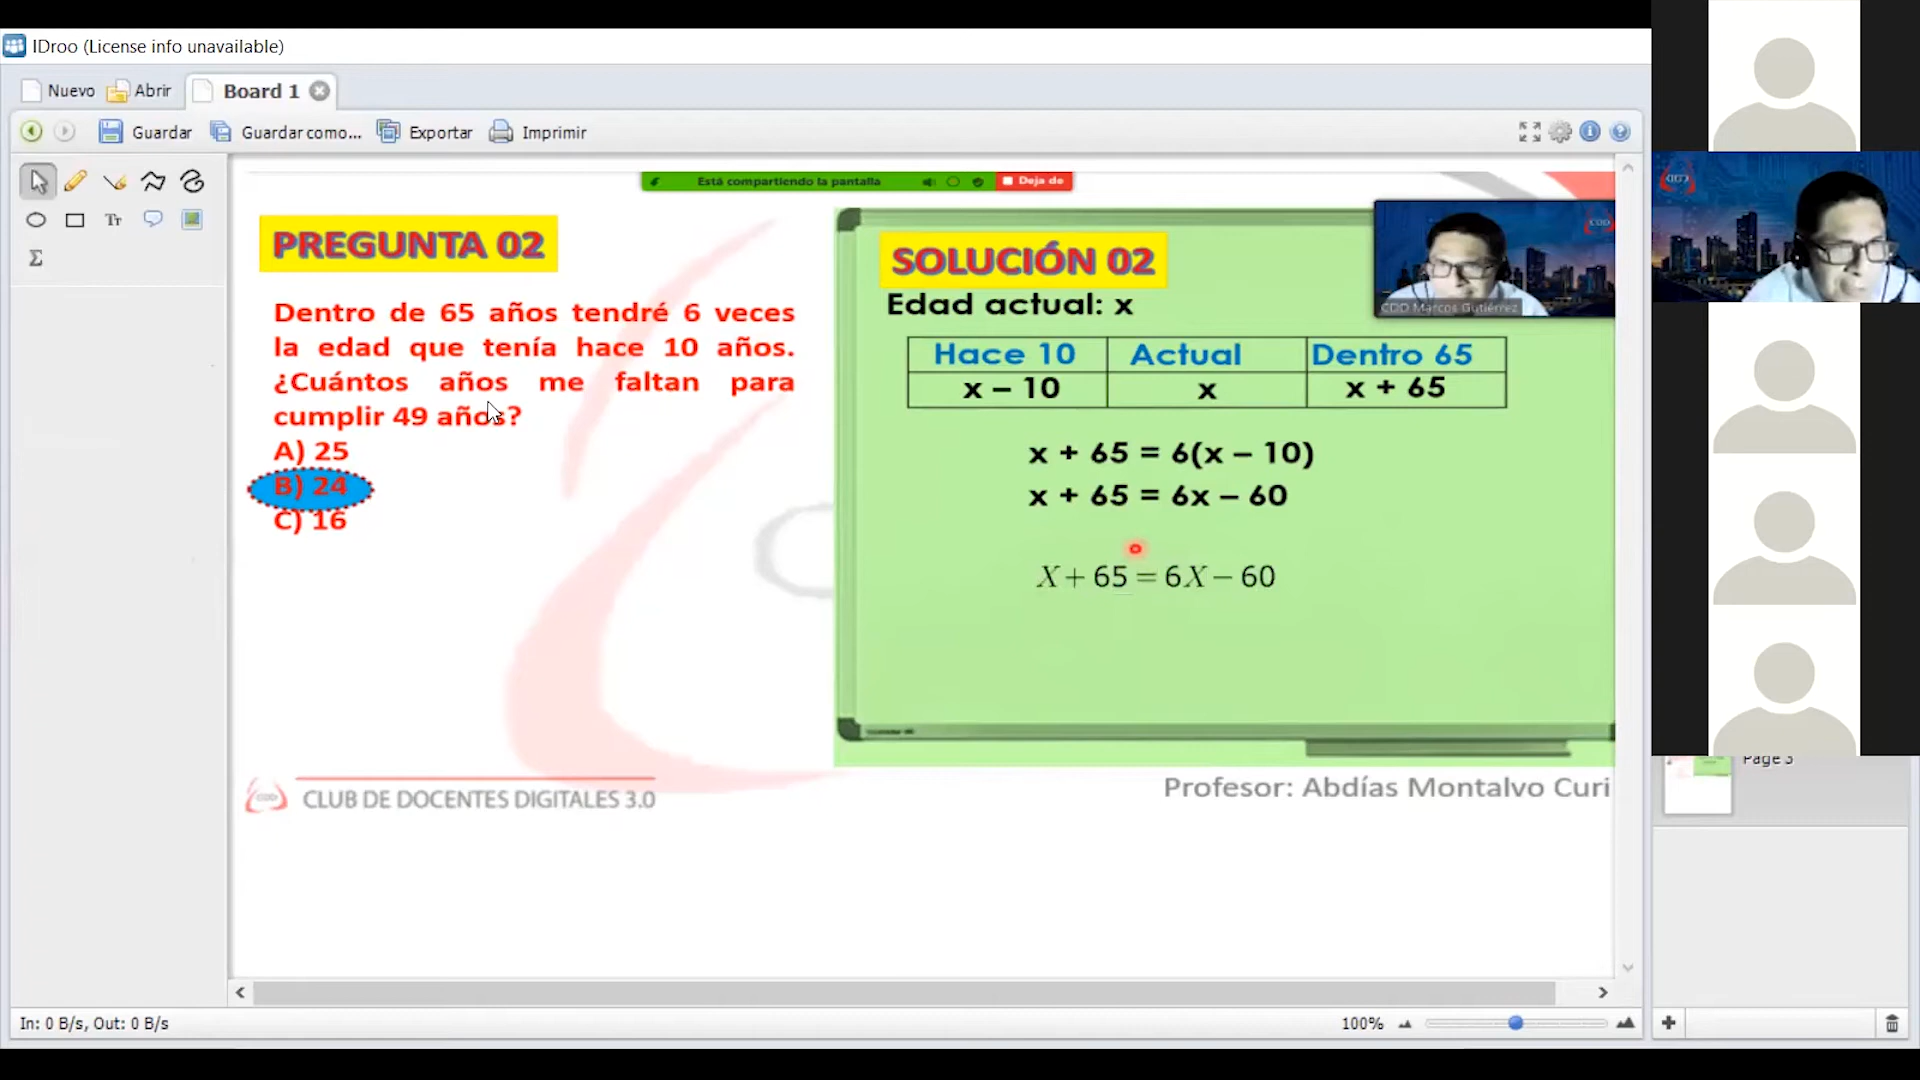 IDroo (License info unavailable)
Nuevo Abrir Board 1
Guardar Guardar como... Exportar Imprimir
Está compartiendo la pantalla Deja de
PREGUNTA 02
Dentro de 65 años tendré 6 veces
la edad que tenía hace 10 años.
¿Cuántos años me faltan para
cumplir 49 años?
A) 25
B) 24
C) 16
SOLUCIÓN 02
Edad actual: x
CDD Marcos Gutiérrez
Hace 10 Actual Dentro 65
x – 10 x x + 65
x + 65 = 6(x – 10)
x + 65 = 6x – 60
X + 65 = 6X – 60
CLUB DE DOCENTES DIGITALES 3.0
Profesor: Abdías Montalvo Curi
Page 3
In: 0 B/s, Out: 0 B/s
100%